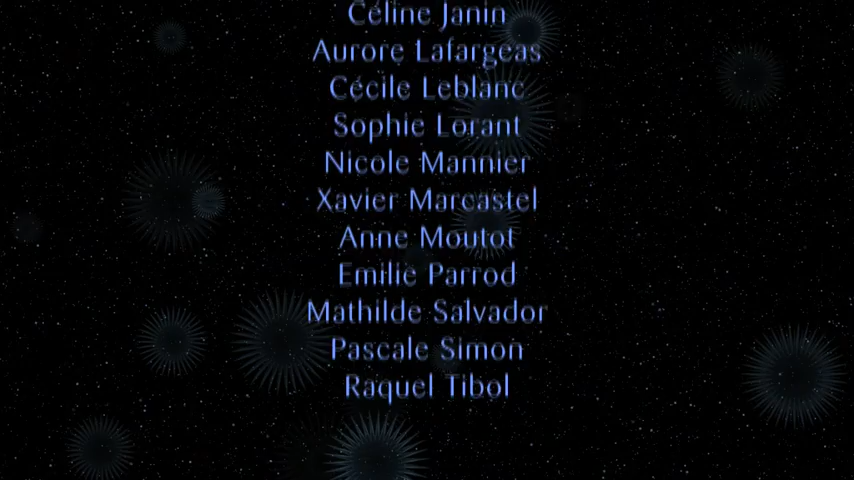 Céline Janin
Aurore Lafargeas
Cécile Leblanc
Sophie Lorant
Nicole Mannier
Xavier Marcastel
Anne Moutot
Emilie Parrod
Mathilde Salvador
Pascale Simon
Raquel Tibol